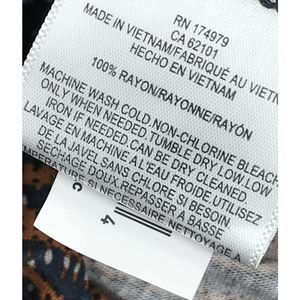 RN 174979
CA 62101
MADE IN VIETNAM/FABRIQUÉ AU VIETN
HECHO EN VIETNAM
100% RAYON/RAYONNE/RAYÓN
MACHINE WASH COLD.NON-CHLORINE BLEACH
ONLY WHEN NEEDED.TUMBLE DRY LOW.LOW
IRON IF NEEDED.CAN BE DRY CLEANED.
LAVAGE EN MACHINE À L'EAU FROIDE.UTILISEZ
DE LA JAVEL SANS CHLORE SI BESOIN
SÉCHAGE DOUX.REPASSER À BASSE
TEMPÉRATURE SI NÉCESSAIRE.NETTOYAGE À
4